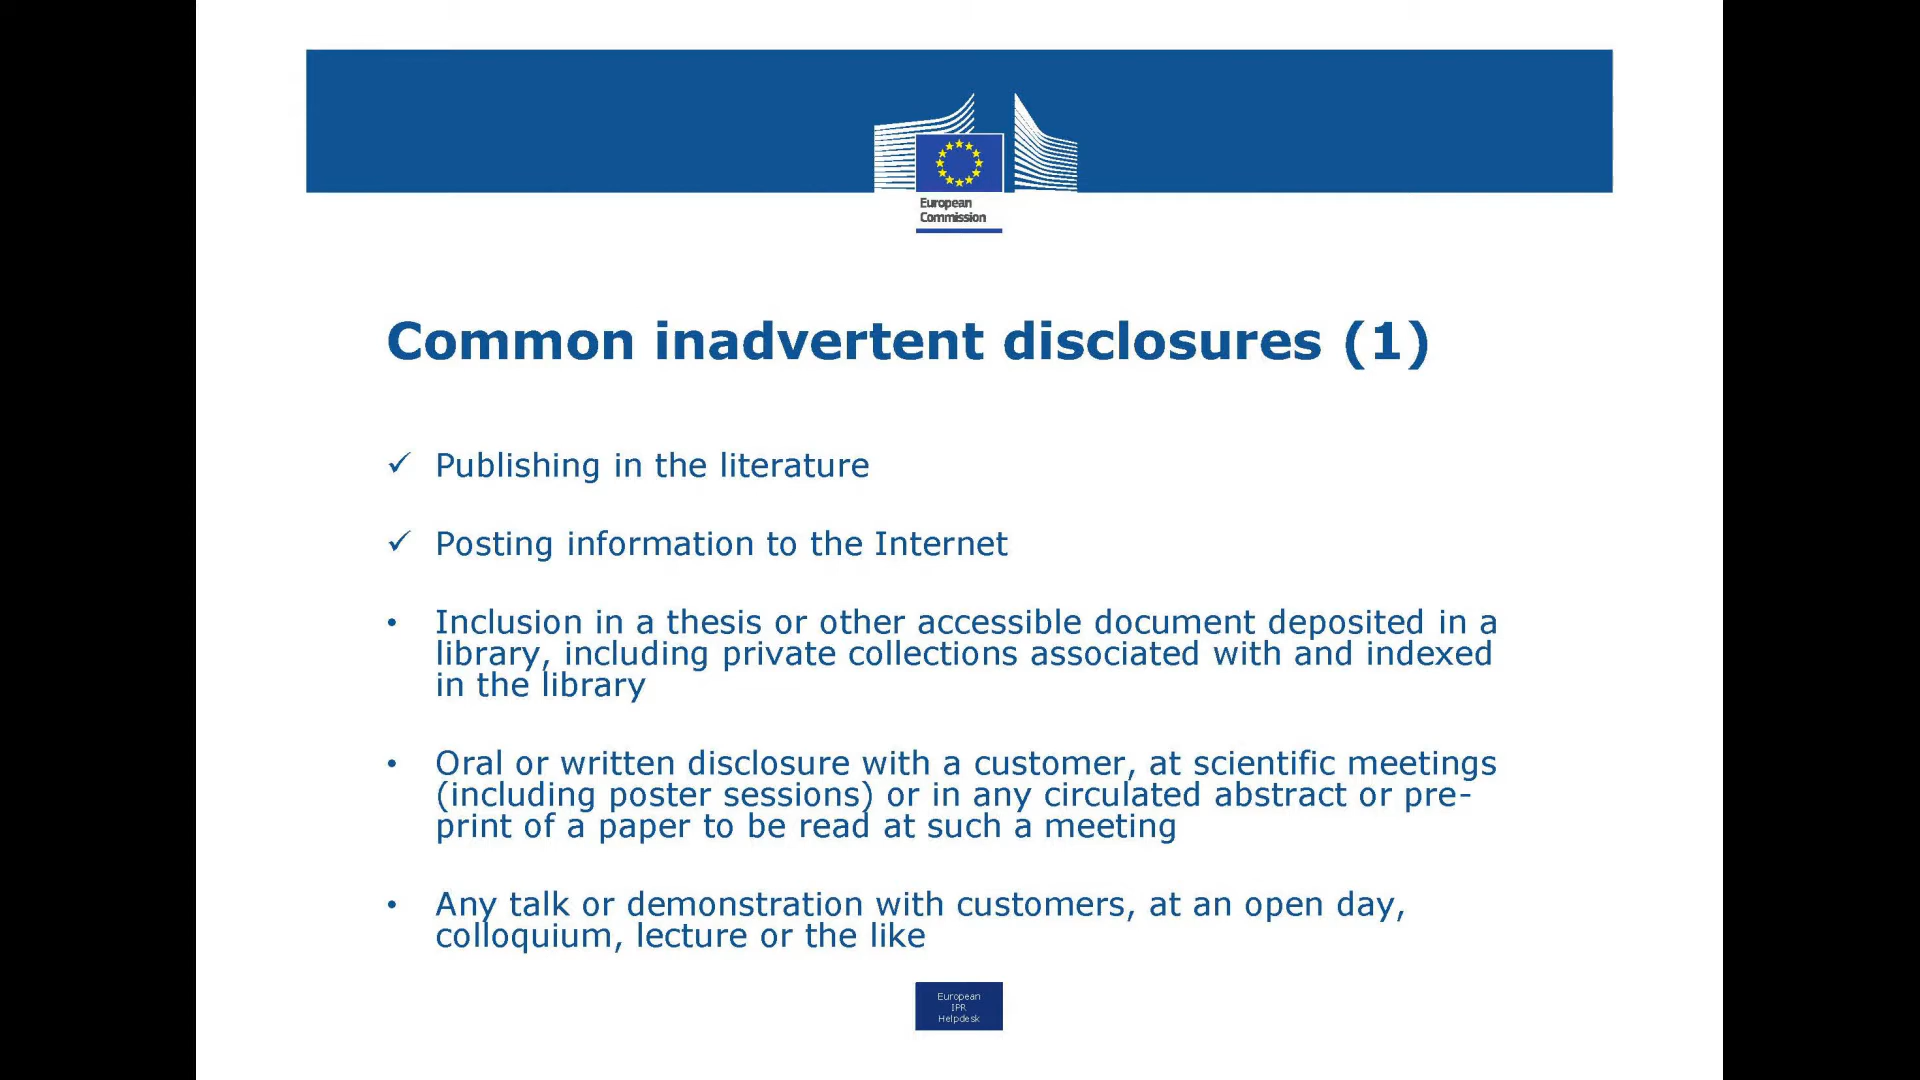 European
Commission
Common inadvertent disclosures (1)
✓ Publishing in the literature
✓ Posting information to the Internet
• Inclusion in a thesis or other accessible document deposited in a
library, including private collections associated with and indexed
in the library
• Oral or written disclosure with a customer, at scientific meetings
(including poster sessions) or in any circulated abstract or pre-
print of a paper to be read at such a meeting
• Any talk or demonstration with customers, at an open day,
colloquium, lecture or the like
European
IPR
Helpdesk